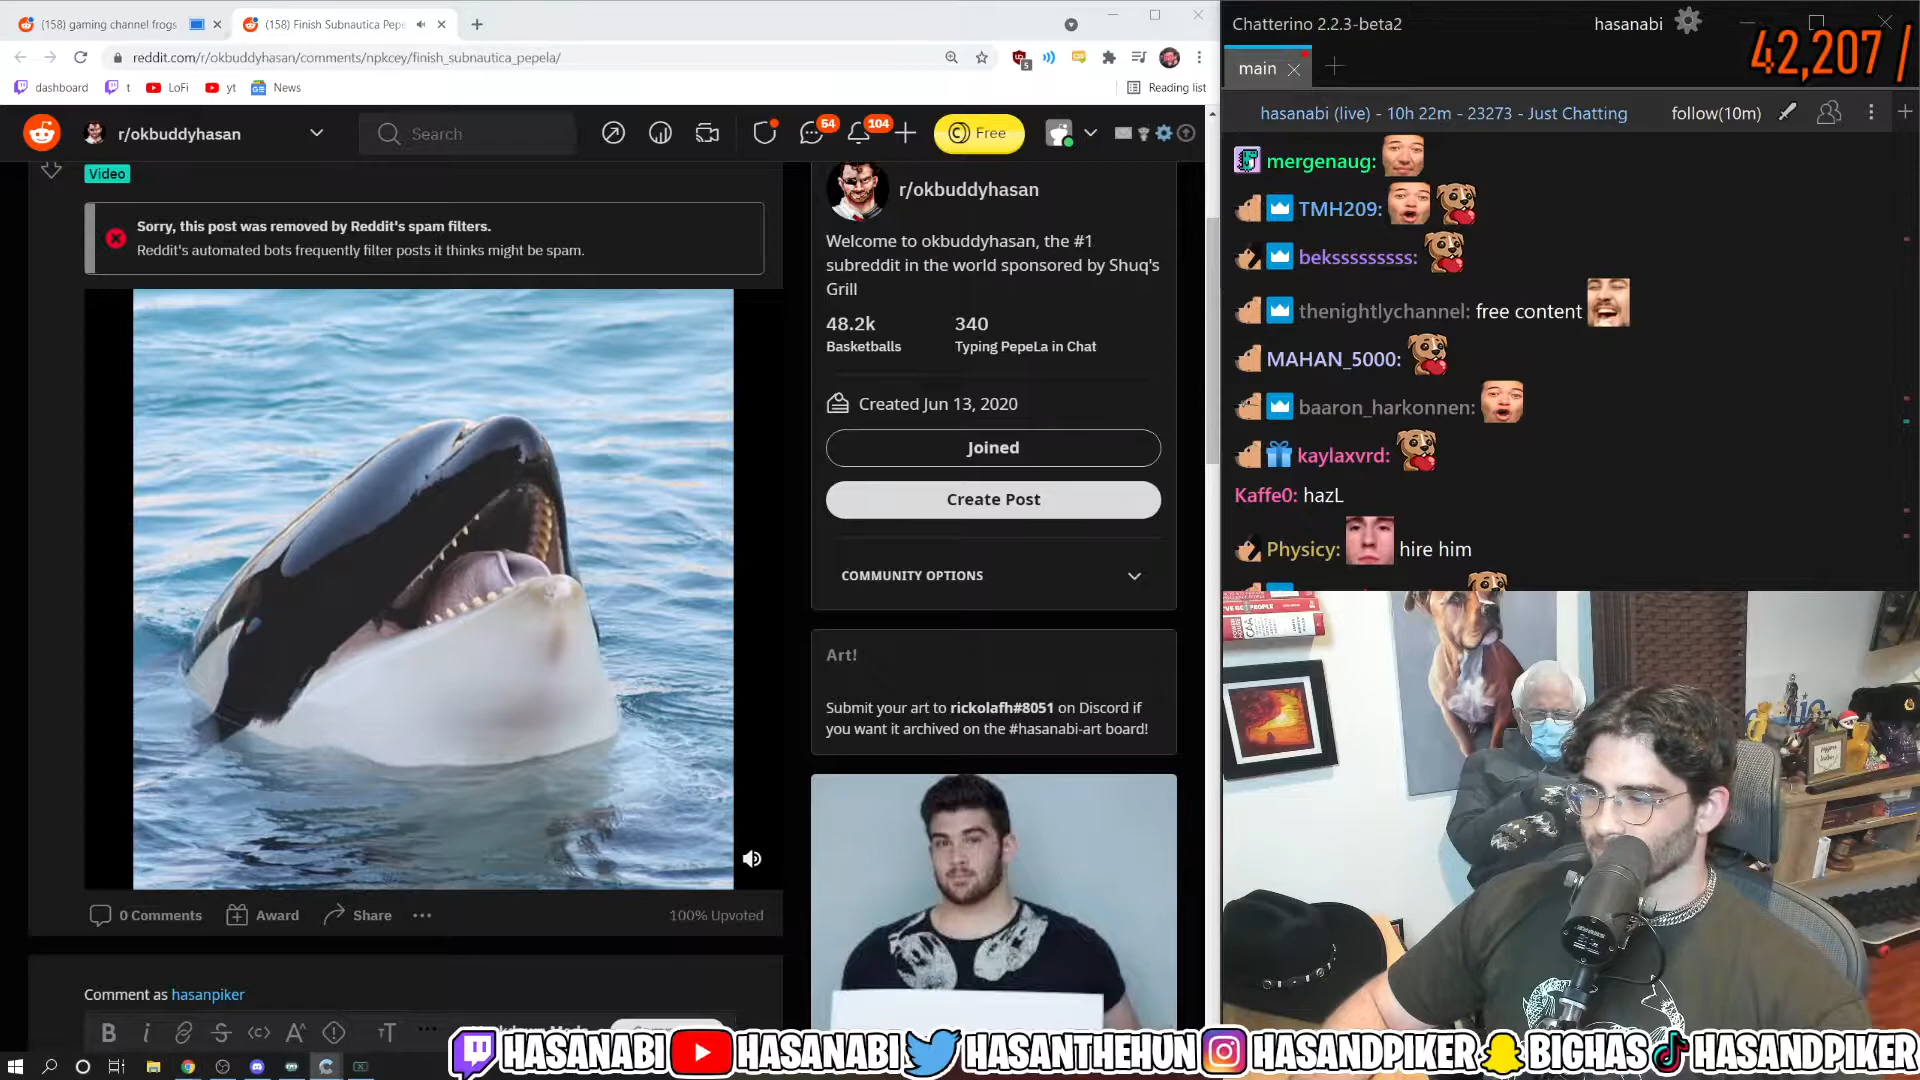 (158) gaming channel frogs
(158) Finish Subnautica Pepe
reddit.com/r/okbuddyhasan/comments/npkcey/finish_subnautica_pepela/
5
dashboard
t
LoFi
yt
News
Reading list
r/okbuddyhasan
Search
54
104
Free
Video
Sorry, this post was removed by Reddit's spam filters.
Reddit's automated bots frequently filter posts it thinks might be spam.
0 Comments
Award
Share
100% Upvoted
Comment as hasanpiker
r/okbuddyhasan
Welcome to okbuddyhasan, the #1
subreddit in the world sponsored by Shuq's
Grill
48.2k
340
Basketballs
Typing PepeLa in Chat
Created Jun 13, 2020
Joined
Create Post
COMMUNITY OPTIONS
Art!
Submit your art to rickolafh#8051 on Discord if
you want it archived on the #hasanabi-art board!
Chatterino 2.2.3-beta2
hasanabi
42,207 /
main
hasanabi (live) - 10h 22m - 23273 - Just Chatting
follow(10m)
mergenaug:
TMH209:
bekssssssss:
thenightlychannel: free content
MAHAN_5000:
baaron_harkonnen:
kaylaxvrd:
Kaffe0: hazL
Physicy: hire him
HASANABI
HASANABI
HASANTHEHUN
HASANDPIKER
BIGHAS
HASANDPIKER